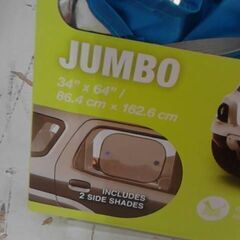 JUMBO
34" x 64" /
86.4 cm × 162.6 cm
INCLUDES
2 SIDE SHADES